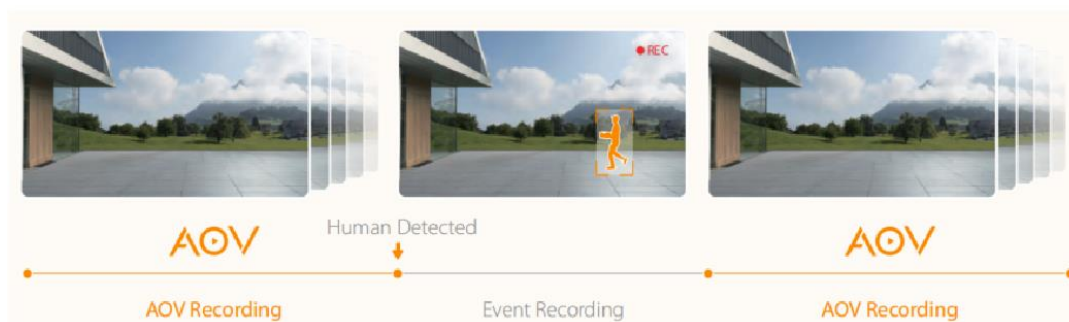 REC
AOV
Human Detected
AOV
AOV Recording
Event Recording
AOV Recording